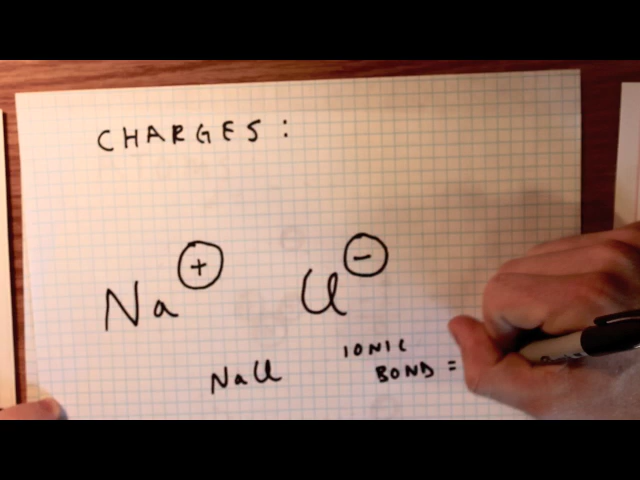 CHARGES:
Na⁺ Cl⁻
NaCl
IONIC
BOND =